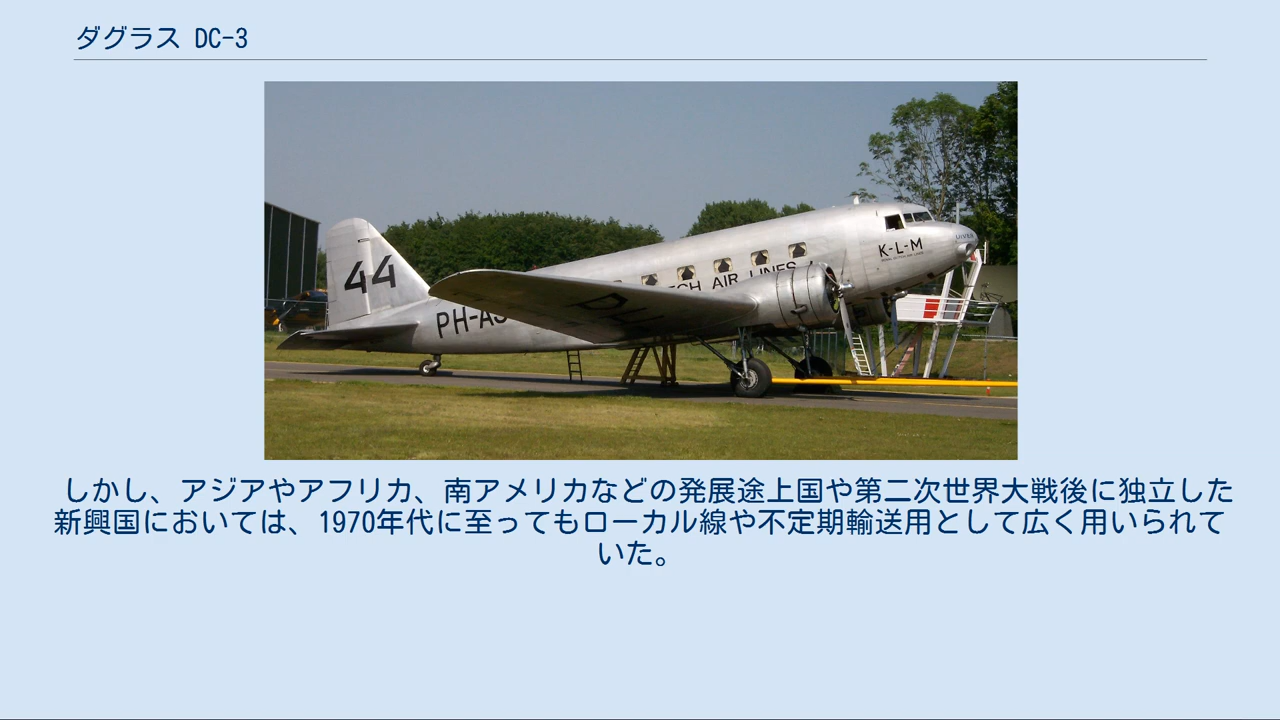 ダグラス DC-3
44
K-L-M
AIR LINES
しかし、アジアやアフリカ、南アメリカなどの発展途上国や第二次世界大戦後に独立した
新興国においては、1970年代に至ってもローカル線や不定期輸送用として広く用いられて
いた。